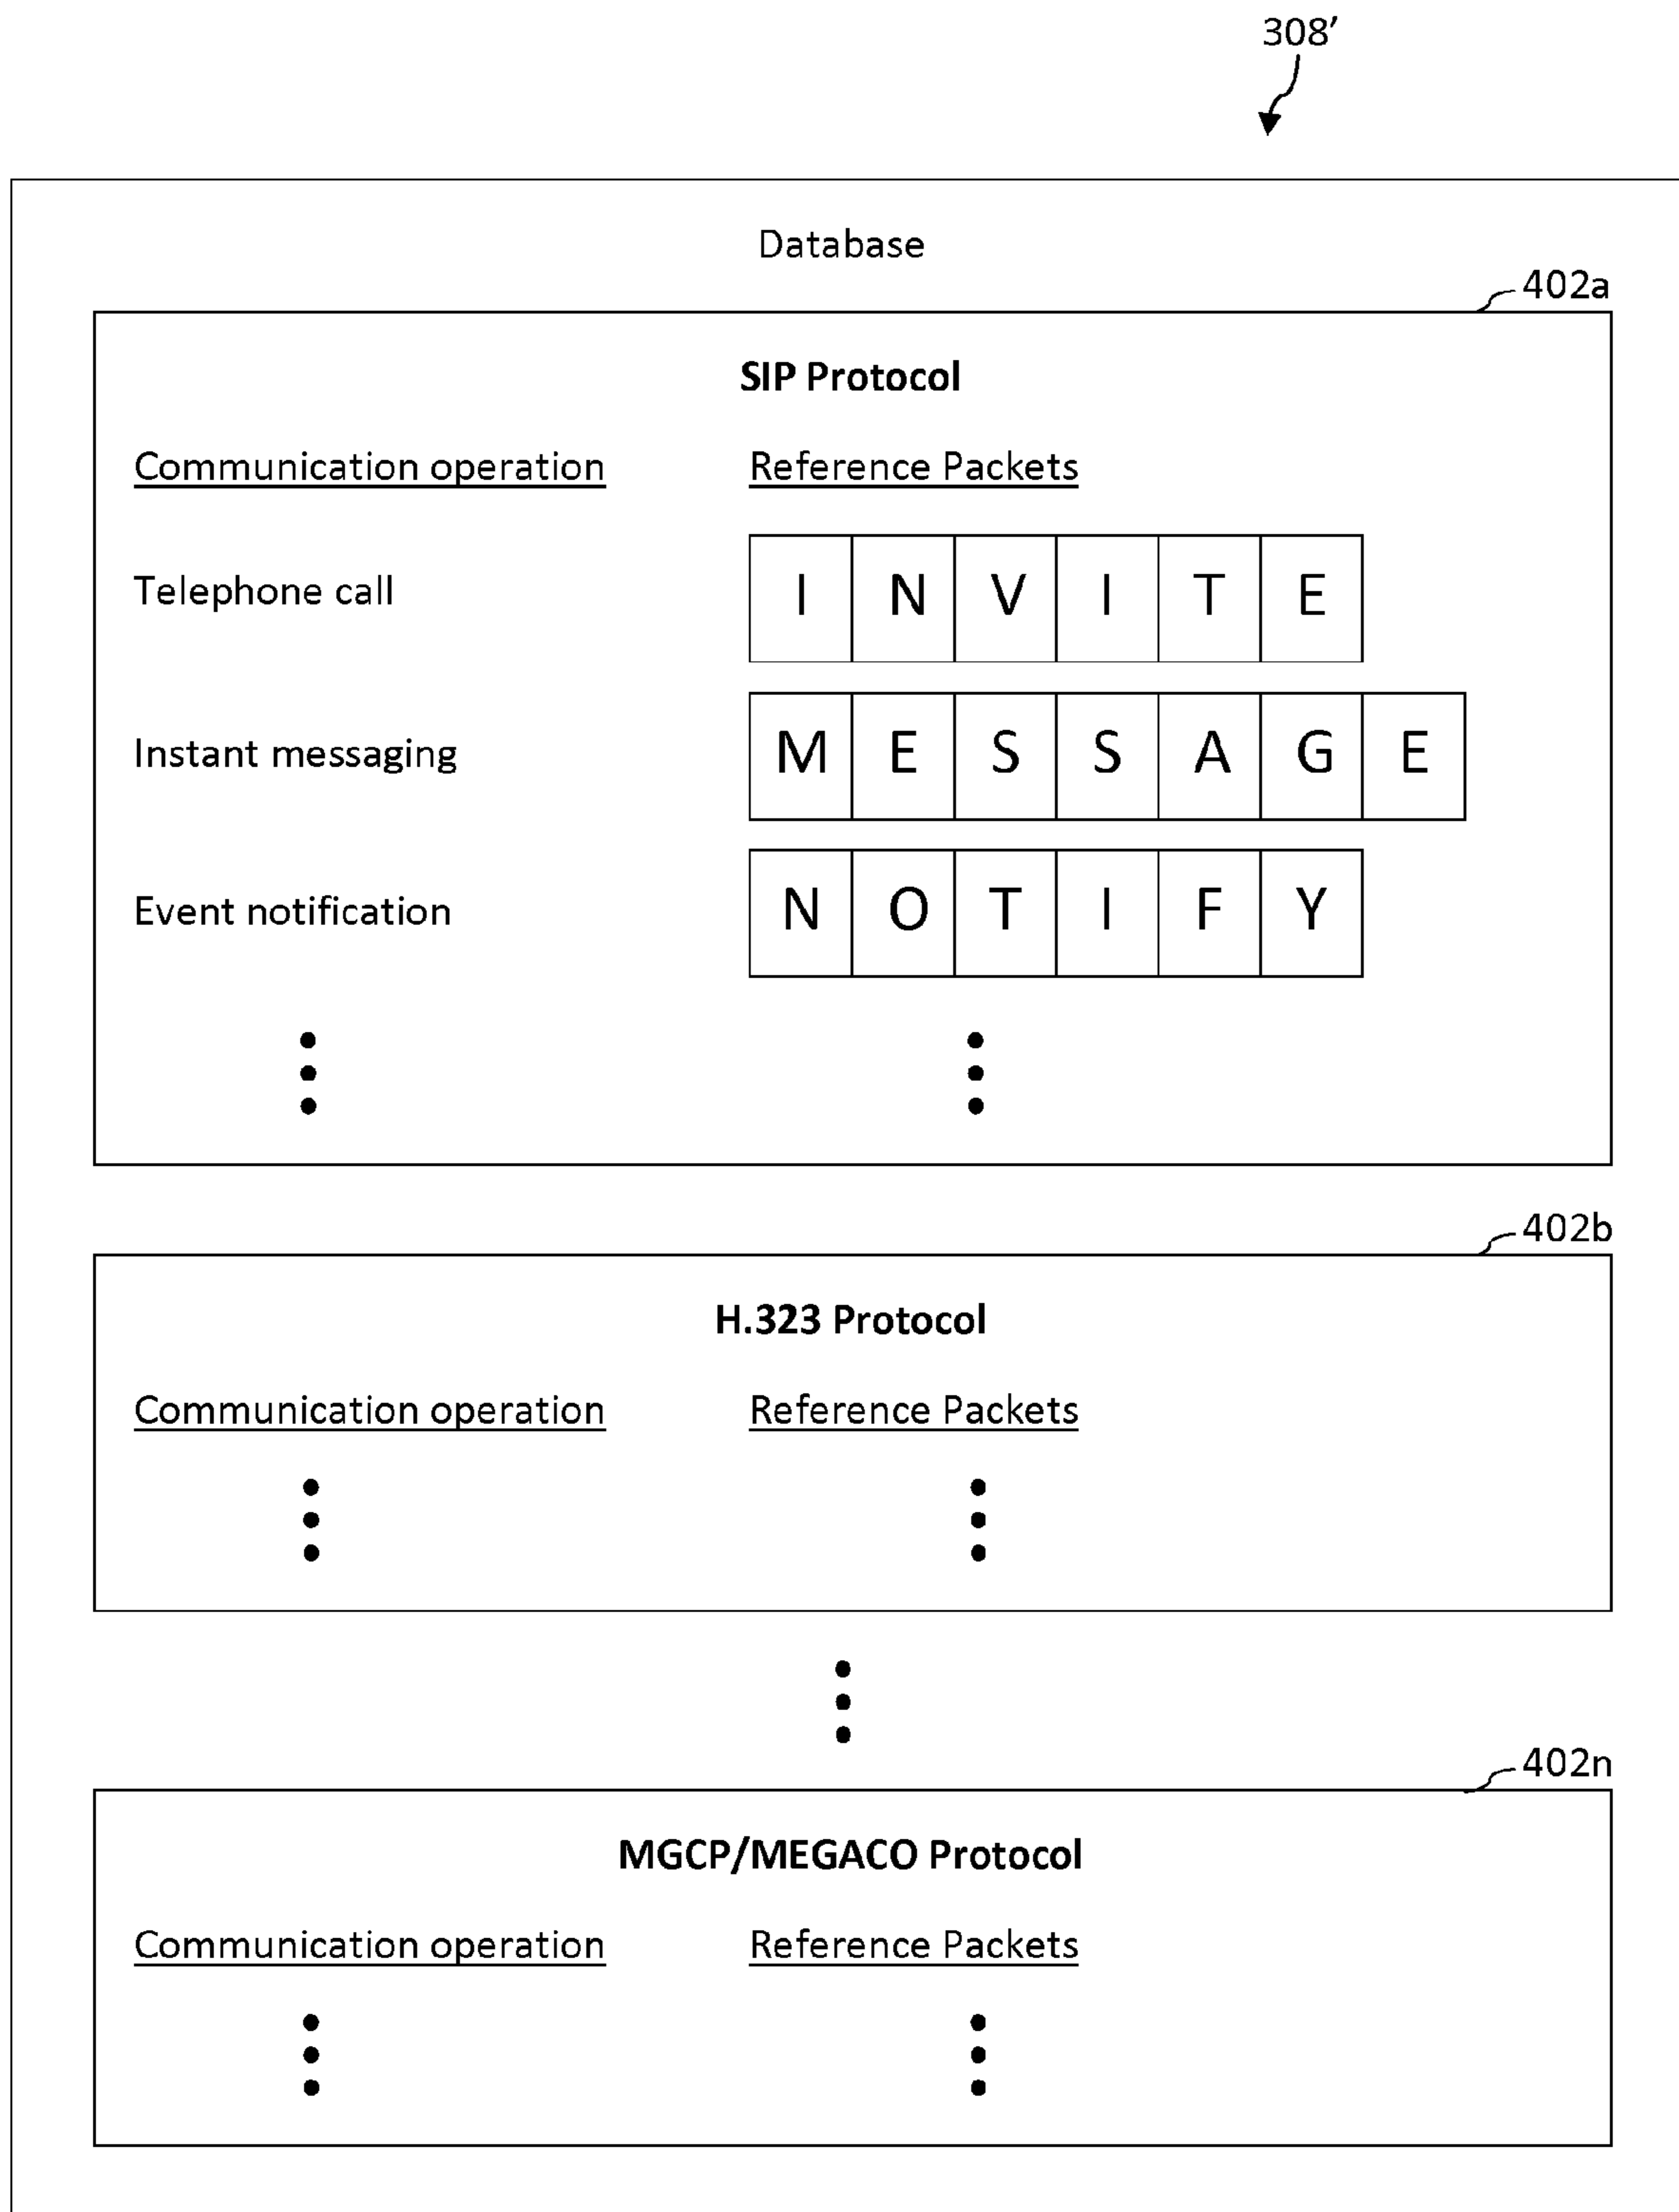 308’
Database
402a
SIP Protocol
Communication operation Reference Packets
Telephone call I N V I T E
Instant messaging M E S S A G E
Event notification N O T I F Y
402b
H.323 Protocol
Communication operation Reference Packets
402n
MGCP/MEGACO Protocol
Communication operation Reference Packets